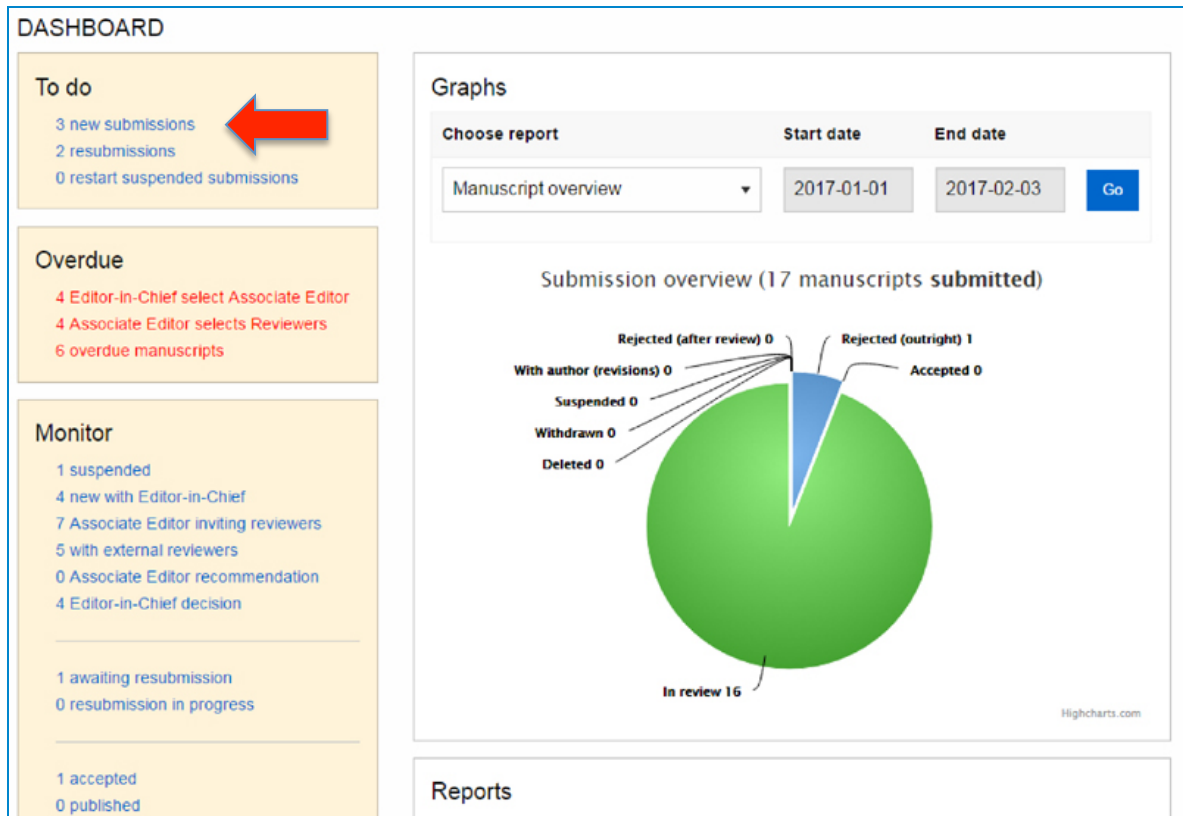 DASHBOARD
To do
3 new submissions
2 resubmissions
0 restart suspended submissions
Overdue
4 Editor-in-Chief select Associate Editor
4 Associate Editor selects Reviewers
6 overdue manuscripts
Monitor
1 suspended
4 new with Editor-in-Chief
7 Associate Editor inviting reviewers
5 with external reviewers
0 Associate Editor recommendation
4 Editor-in-Chief decision
1 awaiting resubmission
0 resubmission in progress
1 accepted
0 published
Graphs
Choose report Start date End date
Manuscript overview 2017-01-01 2017-02-03 Go
Submission overview (17 manuscripts submitted)
Rejected (after review) 0 Rejected (outright) 1
With author (revisions) 0 Accepted 0
Suspended 0
Withdrawn 0
Deleted 0
In review 16
Highcharts.com
Reports